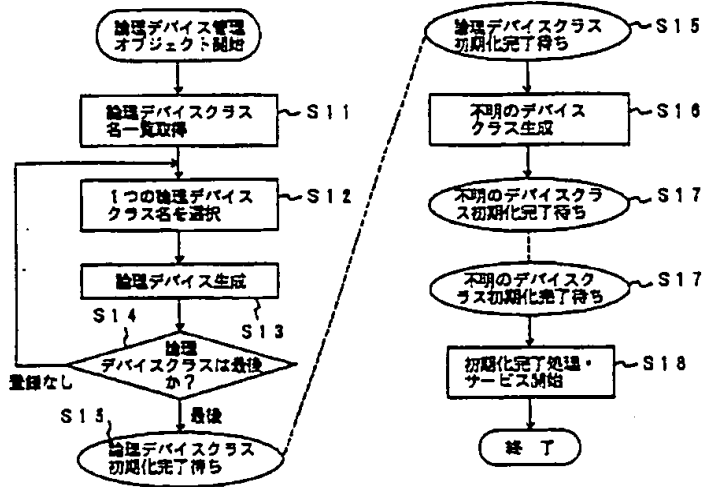 論理デバイス管理
オブジェクト開始
論理デバイスクラス
名一覧取得
S11
1つの論理デバイス
クラス名を選択
S12
論理デバイス生成
S13
S14
論理
デバイスクラスは最後
か?
登録なし
最後
S15
論理デバイスクラス
初期化完了待ち
論理デバイスクラス
初期化完了待ち
S15
不明のデバイス
クラス生成
S16
不明のデバイスクラ
ス初期化完了待ち
S17
不明のデバイスク
ラス初期化完了待ち
S17
初期化完了処理・
サービス開始
S18
終 了